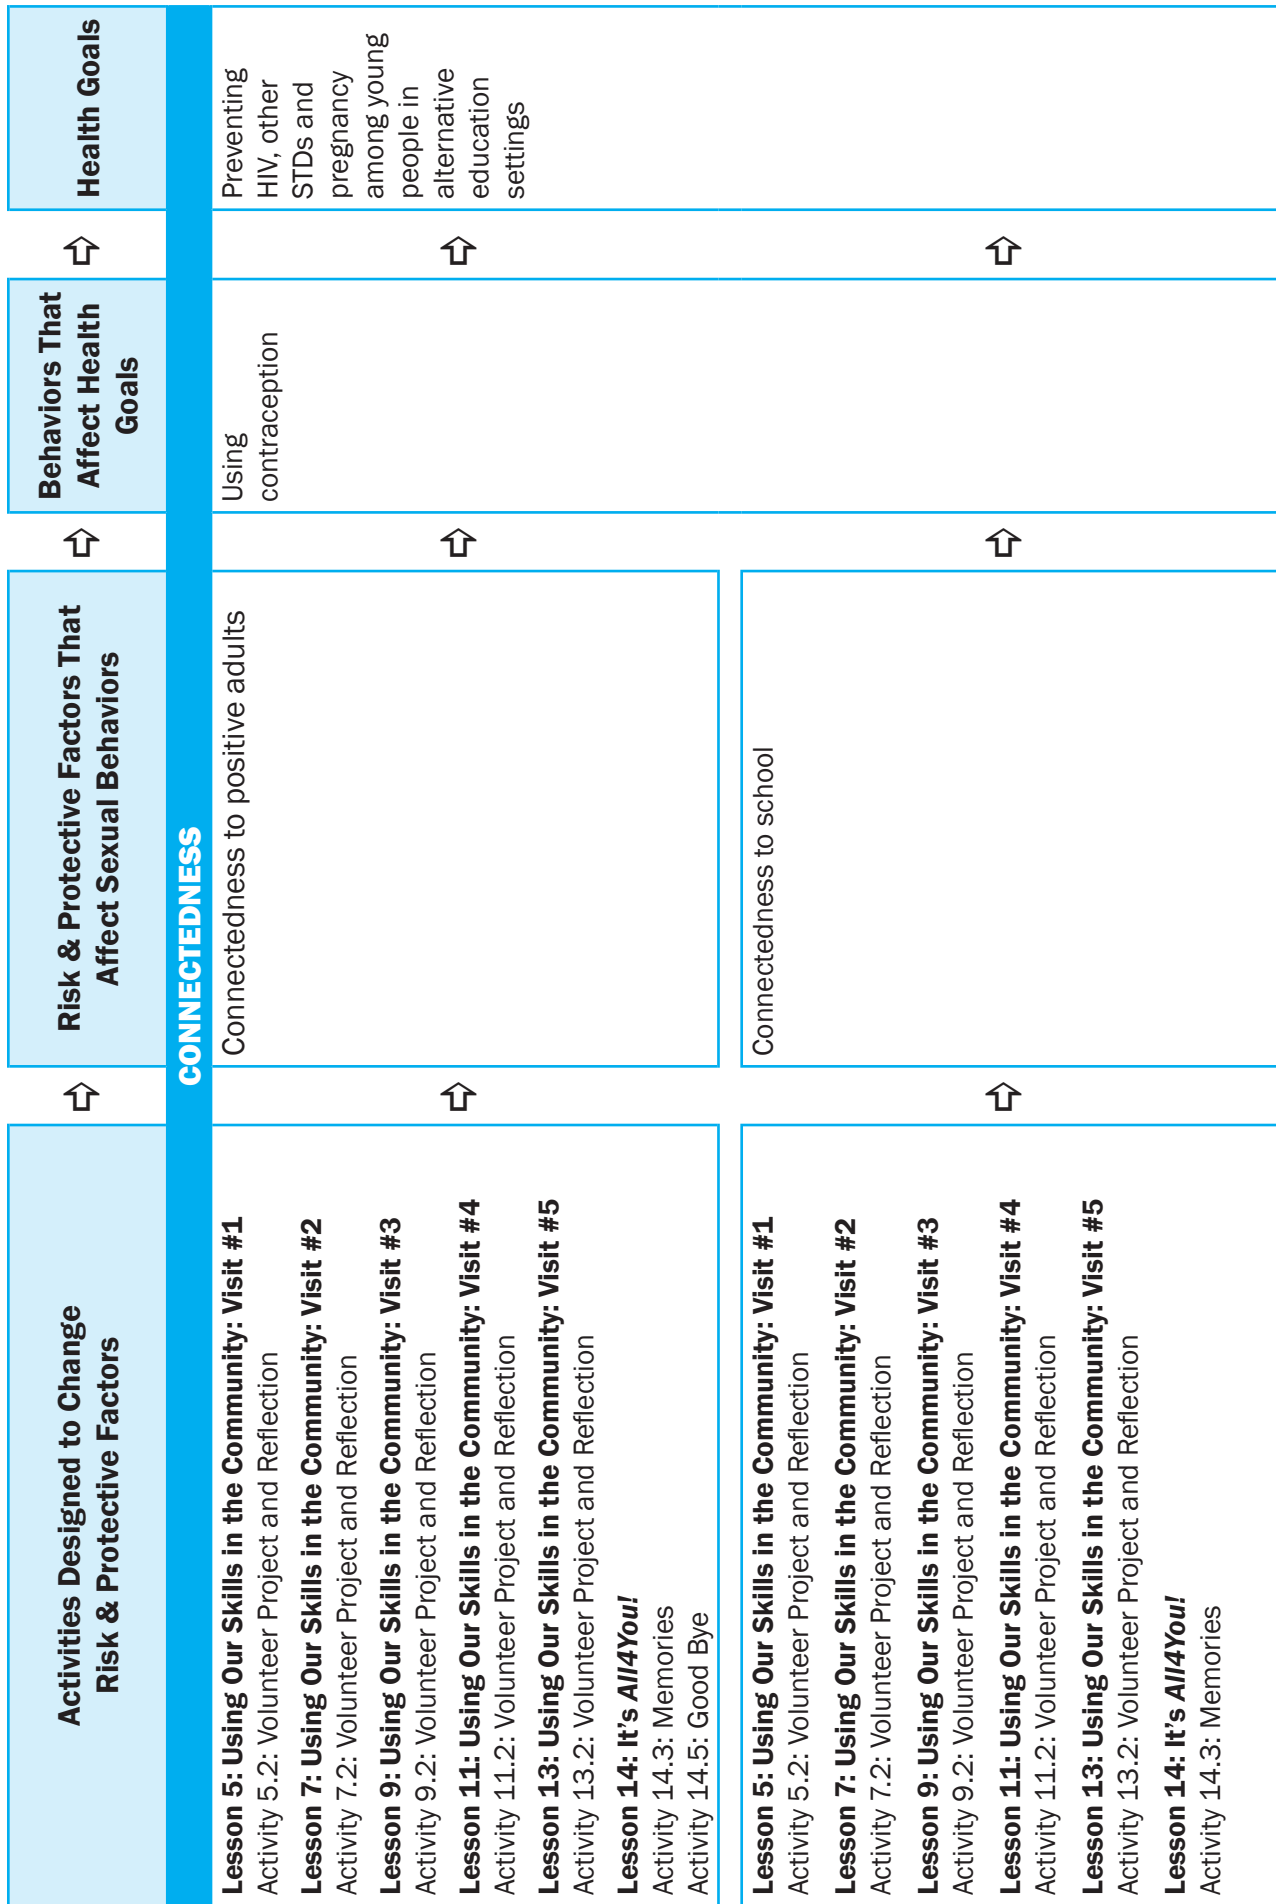 Activities Designed to Change
Risk & Protective Factors
Risk & Protective Factors That
Affect Sexual Behaviors
Behaviors That
Affect Health
Goals
Health Goals
CONNECTEDNESS
Lesson 5: Using Our Skills in the Community: Visit #1
Activity 5.2: Volunteer Project and Reflection
Lesson 7: Using Our Skills in the Community: Visit #2
Activity 7.2: Volunteer Project and Reflection
Lesson 9: Using Our Skills in the Community: Visit #3
Activity 9.2: Volunteer Project and Reflection
Lesson 11: Using Our Skills in the Community: Visit #4
Activity 11.2: Volunteer Project and Reflection
Lesson 13: Using Our Skills in the Community: Visit #5
Activity 13.2: Volunteer Project and Reflection
Lesson 14: It's All4You!
Activity 14.3: Memories
Activity 14.5: Good Bye
Connectedness to positive adults
Using
contraception
Preventing
HIV, other
STDs and
pregnancy
among young
people in
alternative
education
settings
Lesson 5: Using Our Skills in the Community: Visit #1
Activity 5.2: Volunteer Project and Reflection
Lesson 7: Using Our Skills in the Community: Visit #2
Activity 7.2: Volunteer Project and Reflection
Lesson 9: Using Our Skills in the Community: Visit #3
Activity 9.2: Volunteer Project and Reflection
Lesson 11: Using Our Skills in the Community: Visit #4
Activity 11.2: Volunteer Project and Reflection
Lesson 13: Using Our Skills in the Community: Visit #5
Activity 13.2: Volunteer Project and Reflection
Lesson 14: It's All4You!
Activity 14.3: Memories
Connectedness to school